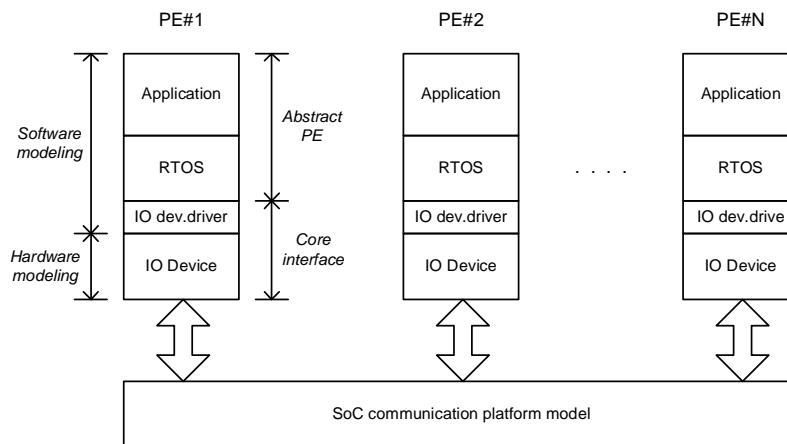 PE#1 PE#2 PE#N
Application
Application
Application
Abstract
PE
Software
modeling
RTOS
RTOS
. . . .
RTOS
IO dev.driver
IO dev.driver
IO dev.drive
Core
interface
Hardware
modeling
IO Device
IO Device
IO Device
SoC communication platform model